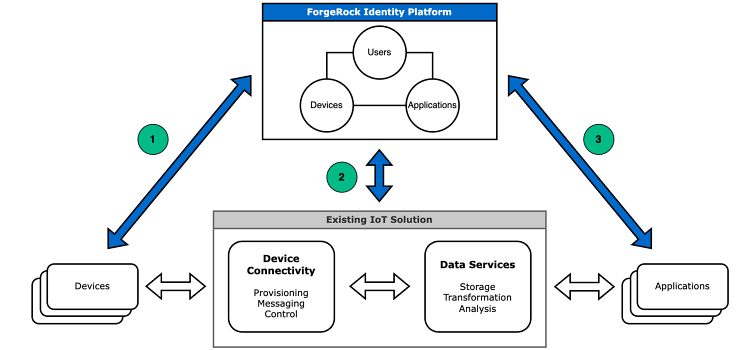 ForgeRock Identity Platform
Users
Devices
Applications
1
2
3
Existing IoT Solution
Device
Connectivity
Provisioning
Messaging
Control
Data Services
Storage
Transformation
Analysis
Devices
Applications